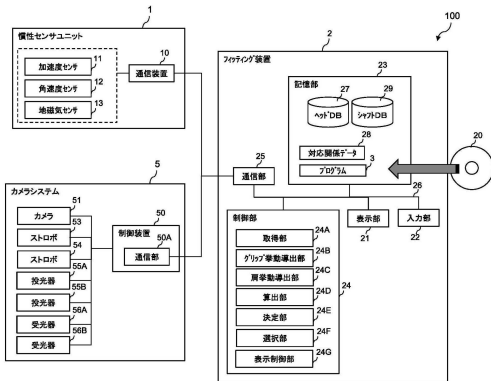 100
1
慣性センサユニット
11
加速度センサ
12
角速度センサ
13
地磁気センサ
10
通信装置
2
フィッティング装置
23
記憶部
27
ヘッドDB
29
シャフトDB
28
対応関係データ
3
プログラム
20
25
通信部
26
表示部
21
入力部
22
制御部
24
取得部
24A
グリップ挙動導出部
24B
肩挙動導出部
24C
算出部
24D
決定部
24E
選択部
24F
表示制御部
24G
5
カメラシステム
51
カメラ
53
ストロボ
54
ストロボ
55A
投光器
55B
投光器
56A
受光器
56B
受光器
50
制御装置
50A
通信部